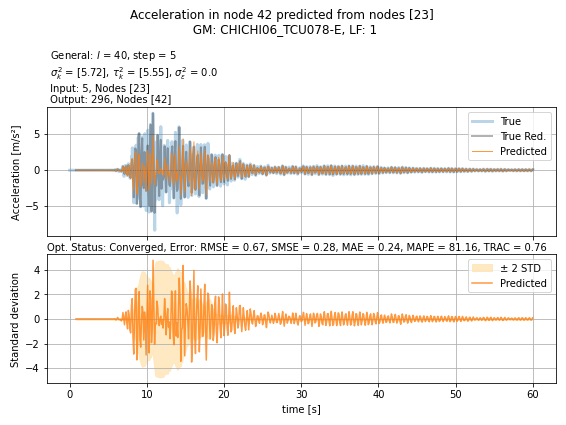 Acceleration in node 42 predicted from nodes [23]
GM: CHICHI06_TCU078-E, LF: 1
General: l = 40, step = 5
σ²ₖ = [5.72], τ²ₖ = [5.55], σ²ε = 0.0
Input: 5, Nodes [23]
Output: 296, Nodes [42]
True
True Red.
Predicted
Acceleration [m/s²]
5
0
−5
Opt. Status: Converged, Error: RMSE = 0.67, SMSE = 0.28, MAE = 0.24, MAPE = 81.16, TRAC = 0.76
± 2 STD
Predicted
Standard deviation
4
2
0
−2
−4
0 10 20 30 40 50 60
time [s]